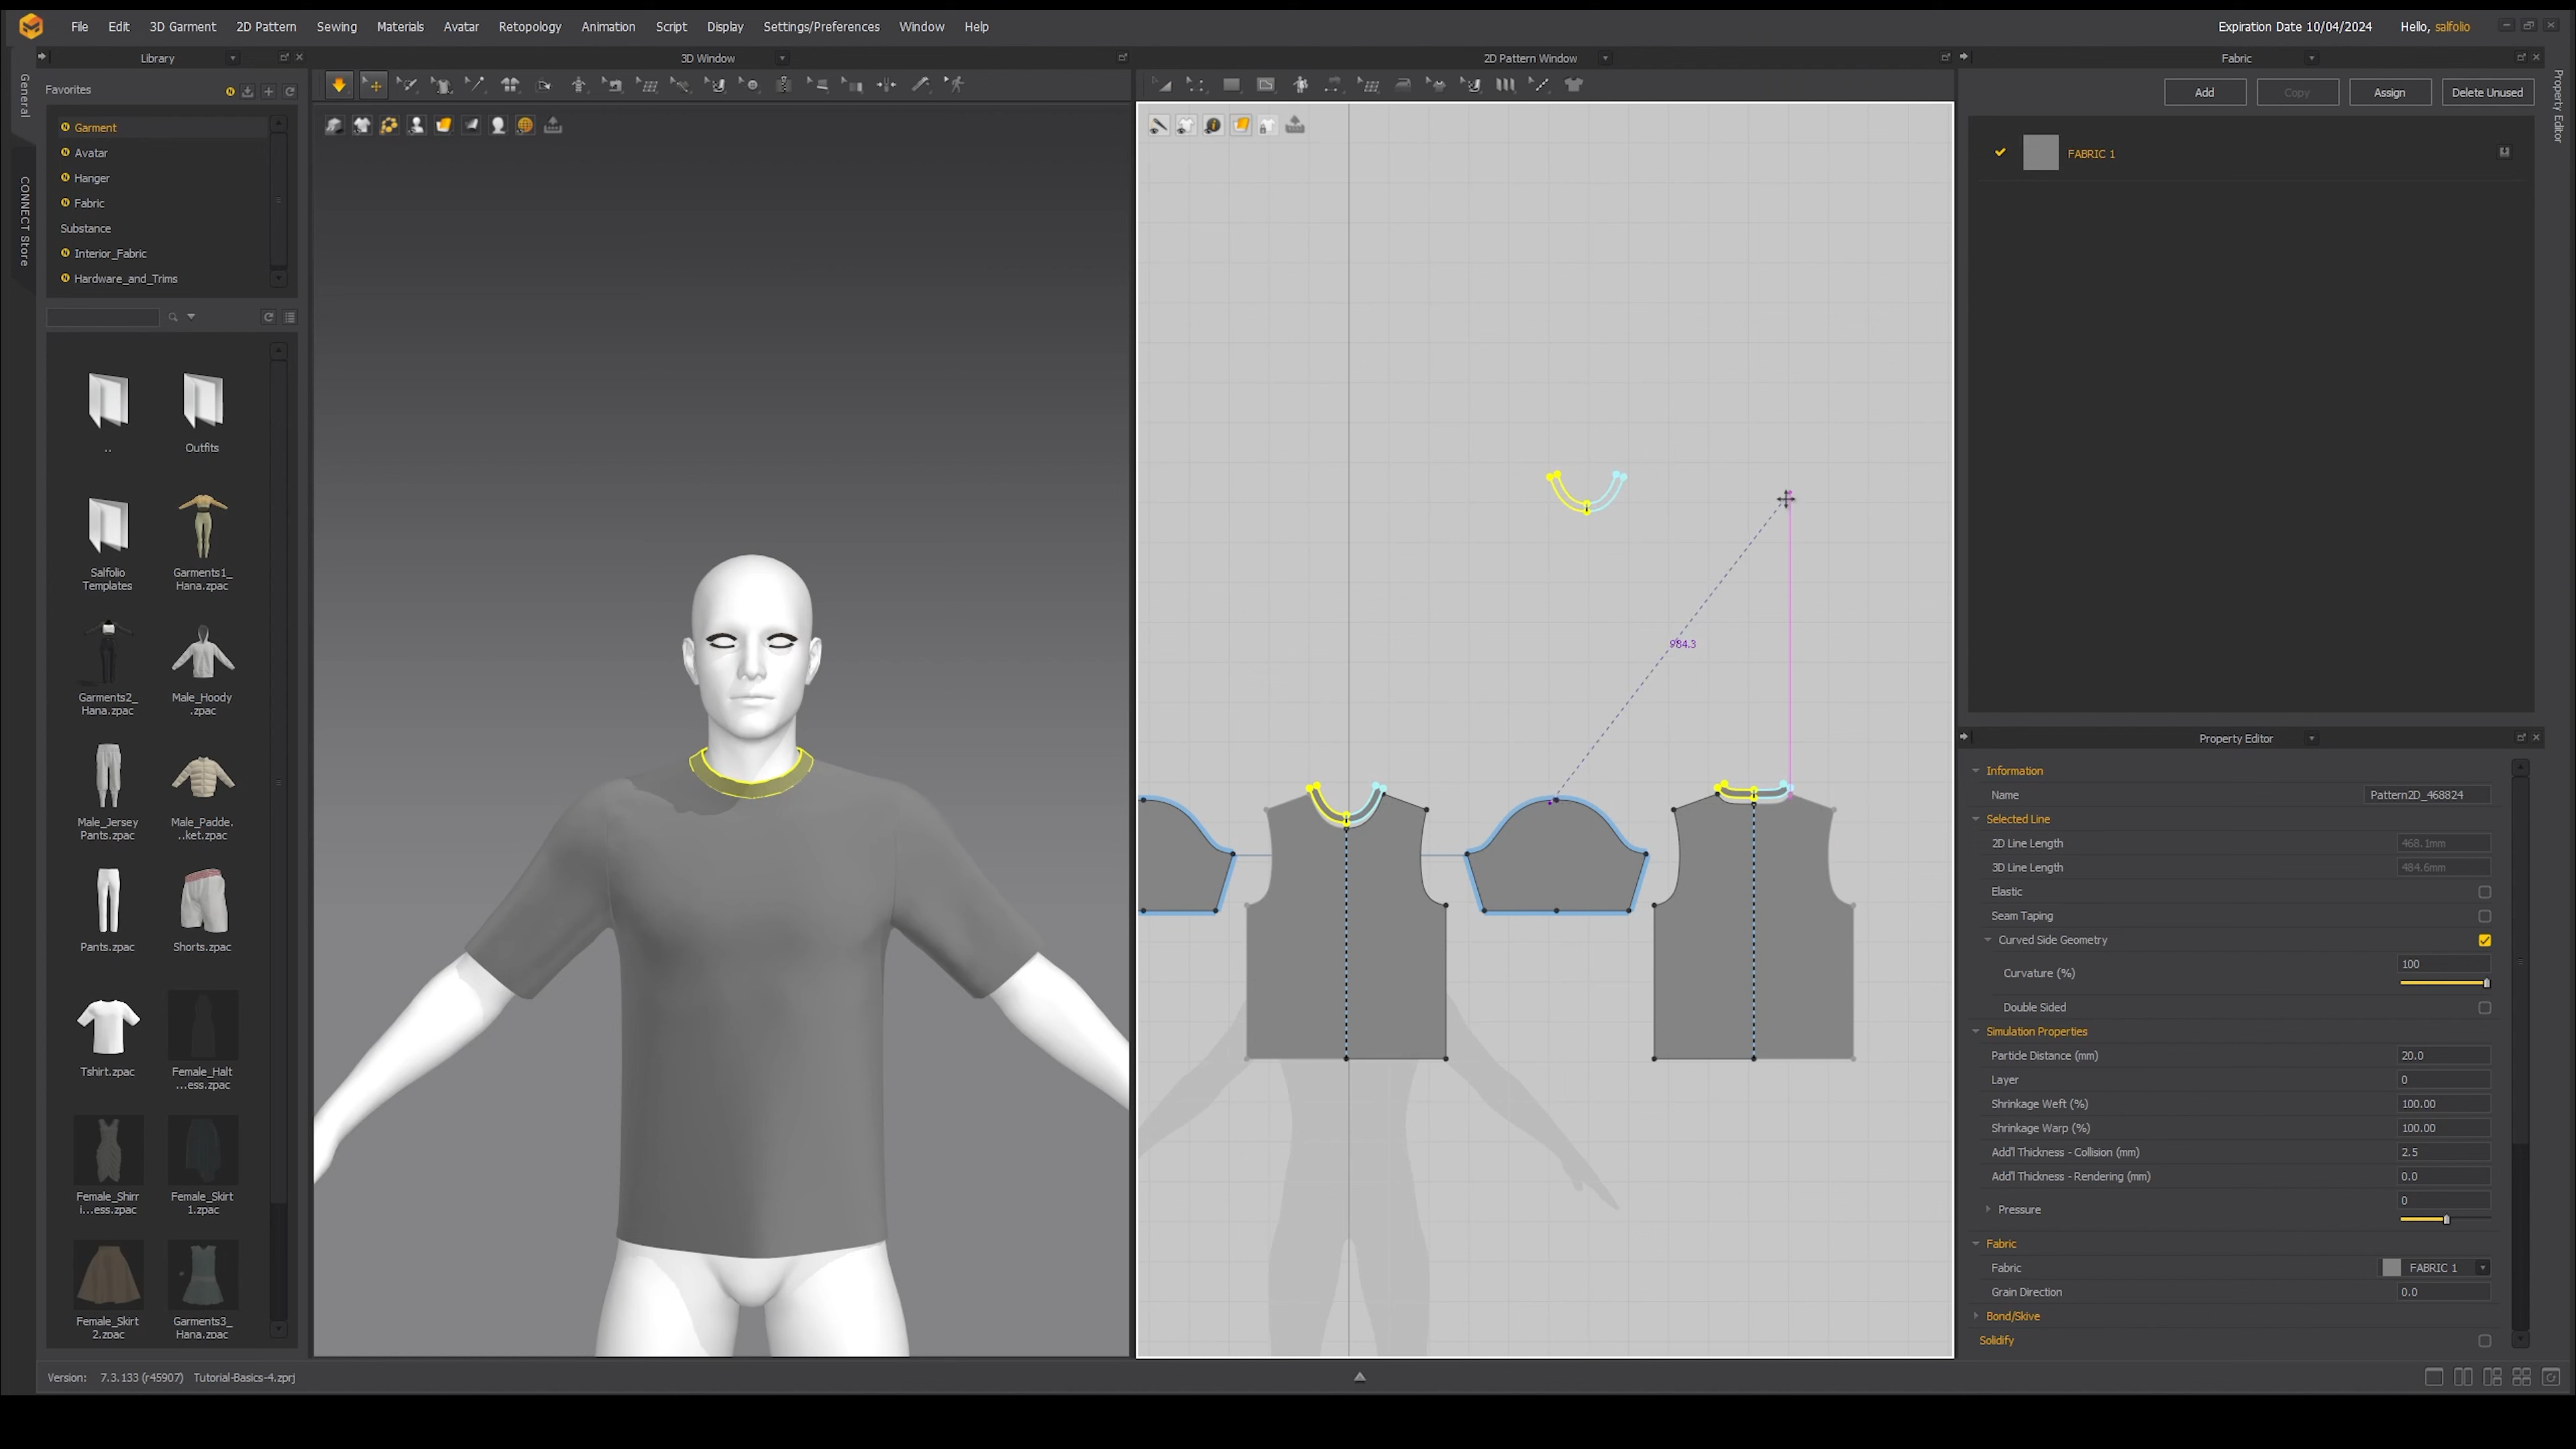 File Edit 3D Garment 2D Pattern Sewing Materials Avatar Retopology Animation Script Display Settings/Preferences Window Help
Expiration Date 10/04/2024 Hello, salfolio
General
CONNECT Store
Library
Favorites
Garment
Avatar
Hanger
Fabric
Substance
Interior_Fabric
Hardware_and_Trims
..
Outfits
Salfolio
Templates
Garments1_
Hana.zpac
Garments2_
Hana.zpac
Male_Hoody
.zpac
Male_Jersey
Pants.zpac
Male_Padde.
..ket.zpac
Pants.zpac
Shorts.zpac
Tshirt.zpac
Female_Halt
...ess.zpac
Female_Shirr
i...ess.zpac
Female_Skirt
1.zpac
Female_Skirt
2.zpac
Garments3_
Hana.zpac
3D Window
2D Pattern Window
984.3
Fabric
Property Editor
Add Copy Assign Delete Unused
FABRIC 1
Property Editor
Information
Name Pattern2D_468824
Selected Line
2D Line Length 468.1mm
3D Line Length 484.6mm
Elastic
Seam Taping
Curved Side Geometry
Curvature (%) 100
Double Sided
Simulation Properties
Particle Distance (mm) 20.0
Layer 0
Shrinkage Weft (%) 100.00
Shrinkage Warp (%) 100.00
Add'l Thickness - Collision (mm) 2.5
Add'l Thickness - Rendering (mm) 0.0
Pressure 0
Fabric
Fabric FABRIC 1
Grain Direction 0.0
Bond/Skive
Solidify
Version: 7.3.133 (r45907) Tutorial-Basics-4.zprj